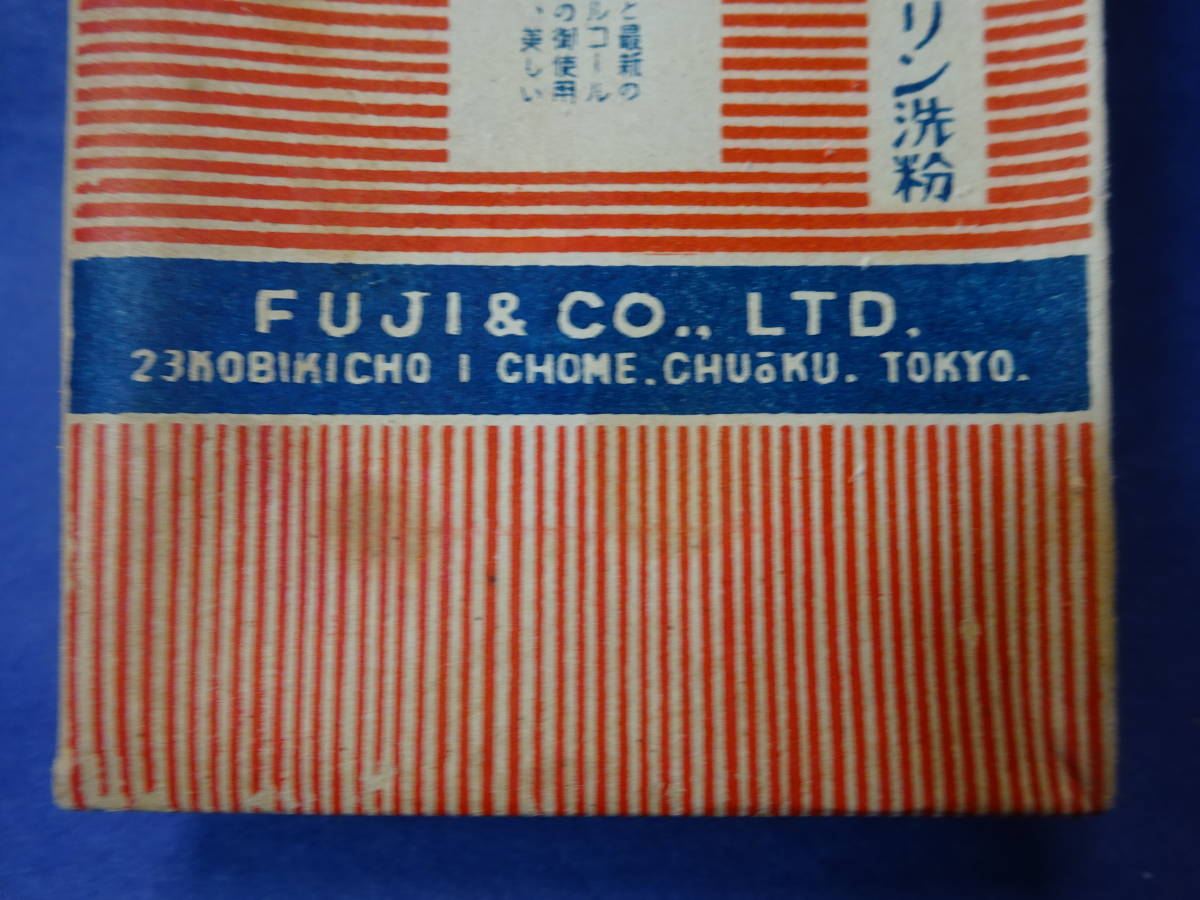 リン洗粉
と最新の
ルコール
の御使用
、美しい
FUJI & CO., LTD.
23 KOBIKICHO 1 CHOME. CHUōKU. TOKYO.